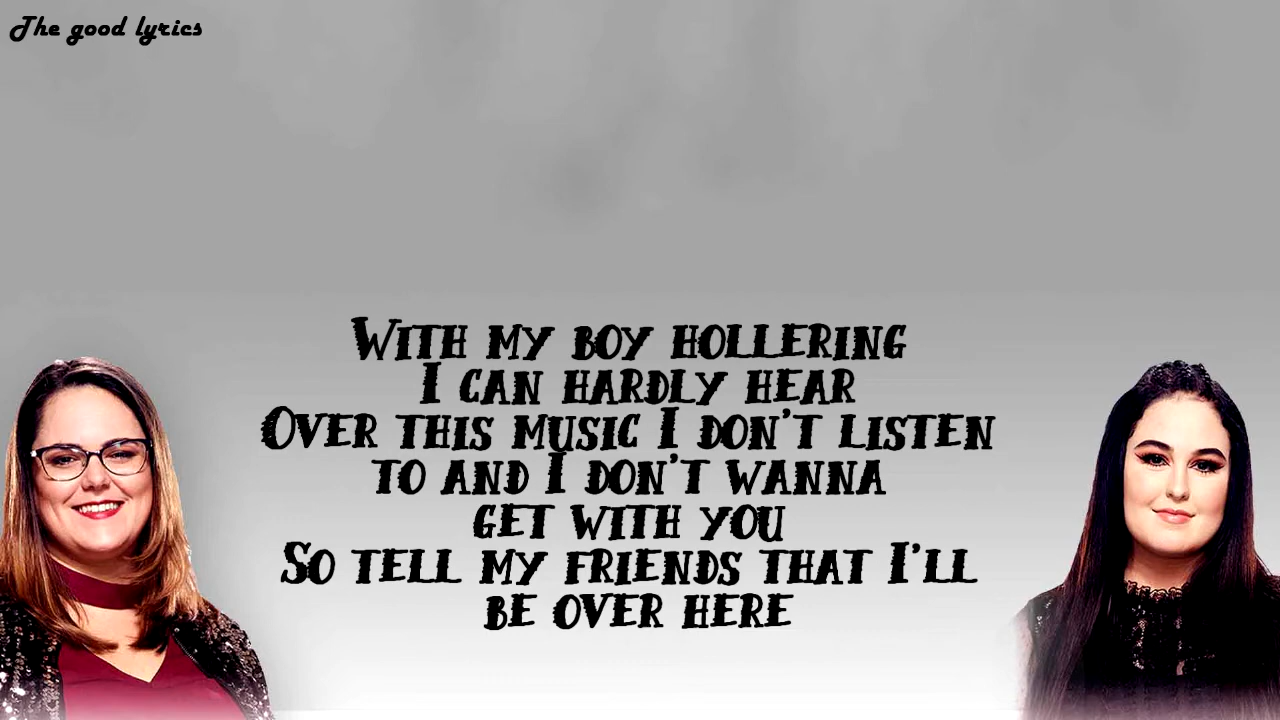 The good lyrics
With my boy hollering
I can hardly hear
Over this music I don't listen
to and I don't wanna
get with you
So tell my friends that I'll
be over here